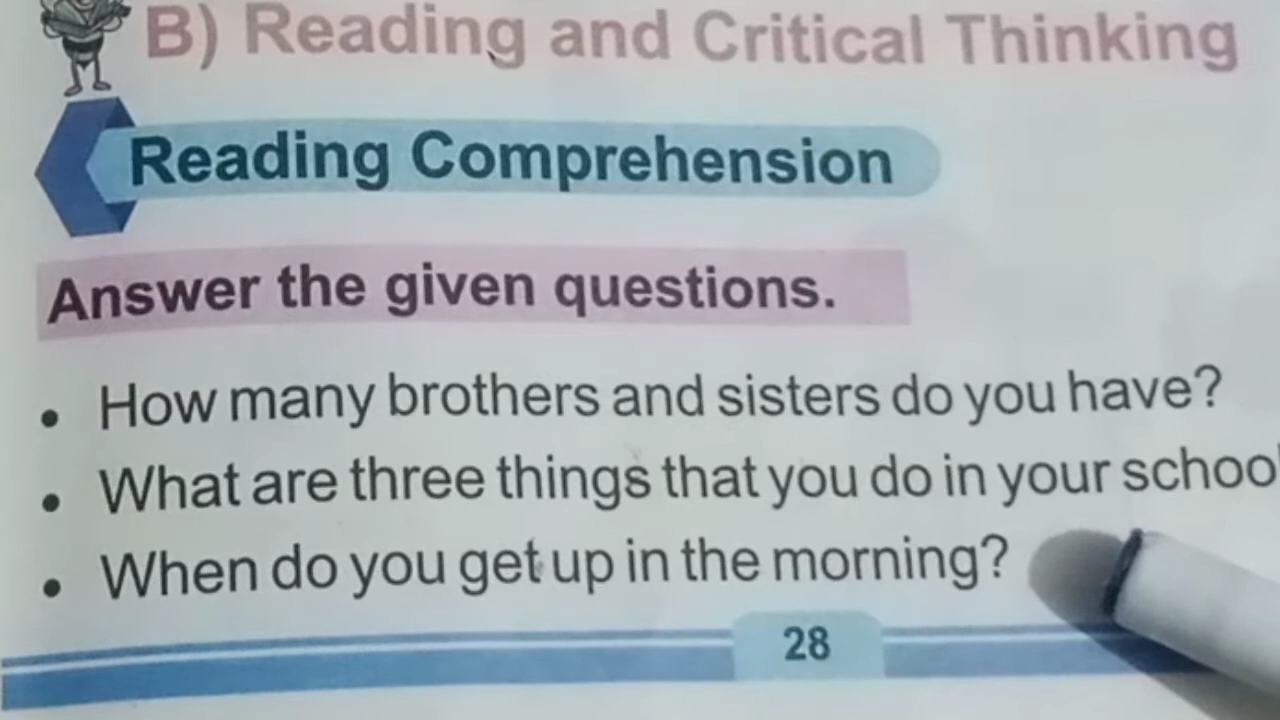 B) Reading and Critical Thinking
Reading Comprehension
Answer the given questions.
• How many brothers and sisters do you have?
• What are three things that you do in your schoo
• When do you get up in the morning?
28